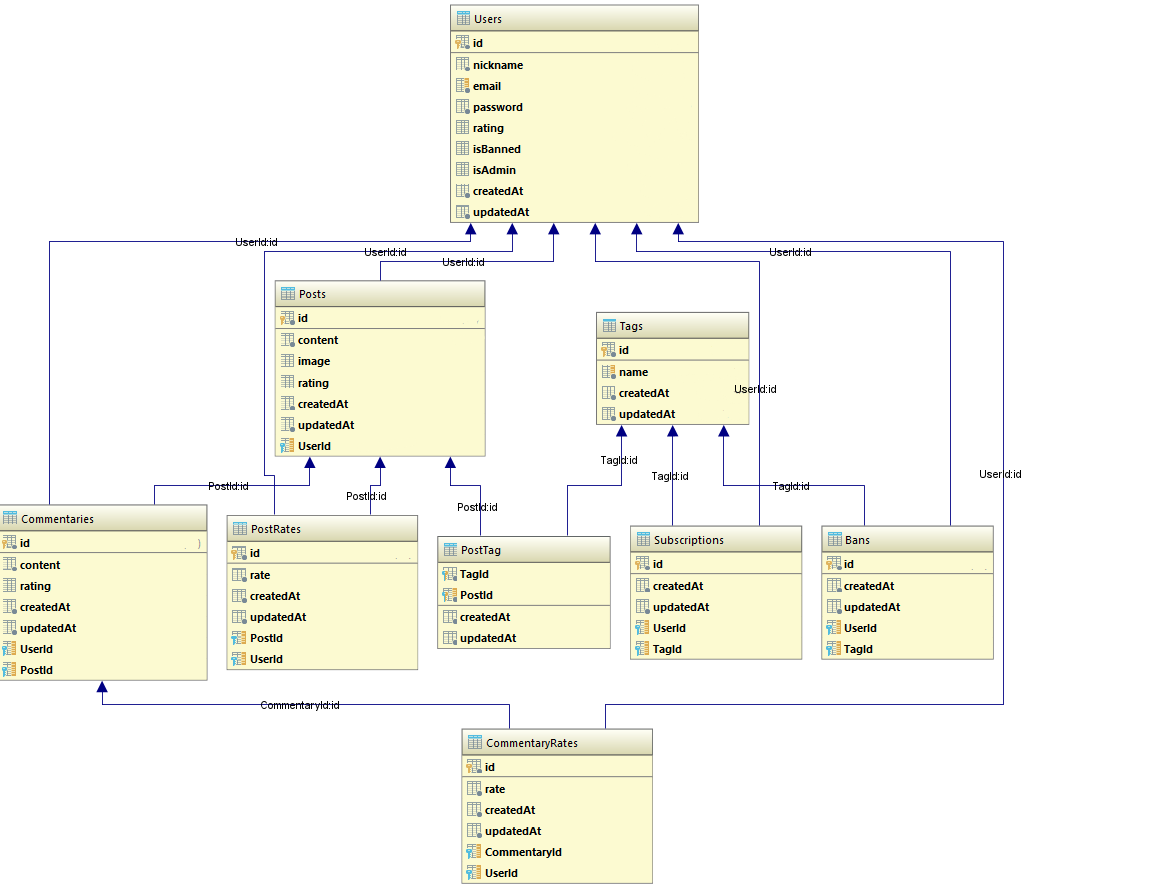 Users
id
nickname
email
password
rating
isBanned
isAdmin
createdAt
updatedAt
UserId:id
UserId:id
UserId:id
UserId:id
Posts
id
content
image
rating
createdAt
updatedAt
UserId
Tags
id
name
createdAt
updatedAt
UserId:id
UserId:id
PostId:id
PostId:id
PostId:id
TagId:id
TagId:id
TagId:id
Commentaries
id
content
rating
createdAt
updatedAt
UserId
PostId
PostRates
id
rate
createdAt
updatedAt
PostId
UserId
PostTag
TagId
PostId
createdAt
updatedAt
Subscriptions
id
createdAt
updatedAt
UserId
TagId
Bans
id
createdAt
updatedAt
UserId
TagId
CommentaryId:id
CommentaryRates
id
rate
createdAt
updatedAt
CommentaryId
UserId